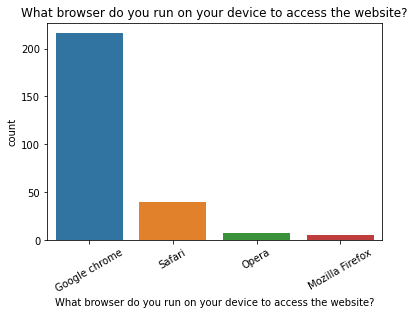 What browser do you run on your device to access the website?
200
150
100
50
0
count
Google chrome
Safari
Opera
Mozilla Firefox
What browser do you run on your device to access the website?